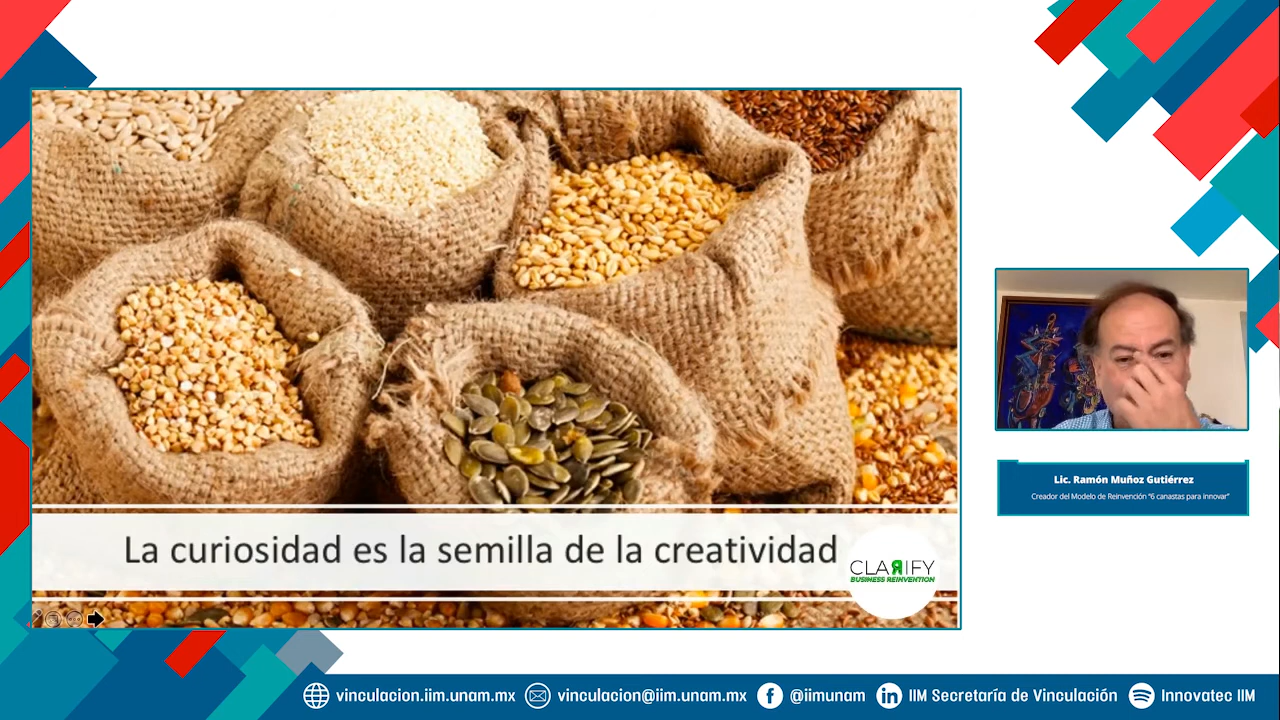 La curiosidad es la semilla de la creatividad
CLAЯIFY
BUSINESS REINVENTION
Lic. Ramón Muñoz Gutiérrez
Creador del Modelo de Reinvención "6 canastas para innovar"
vinculacion.iim.unam.mx
vinculacion@iim.unam.mx
@iimunam
IIM Secretaría de Vinculación
Innovatec IIM